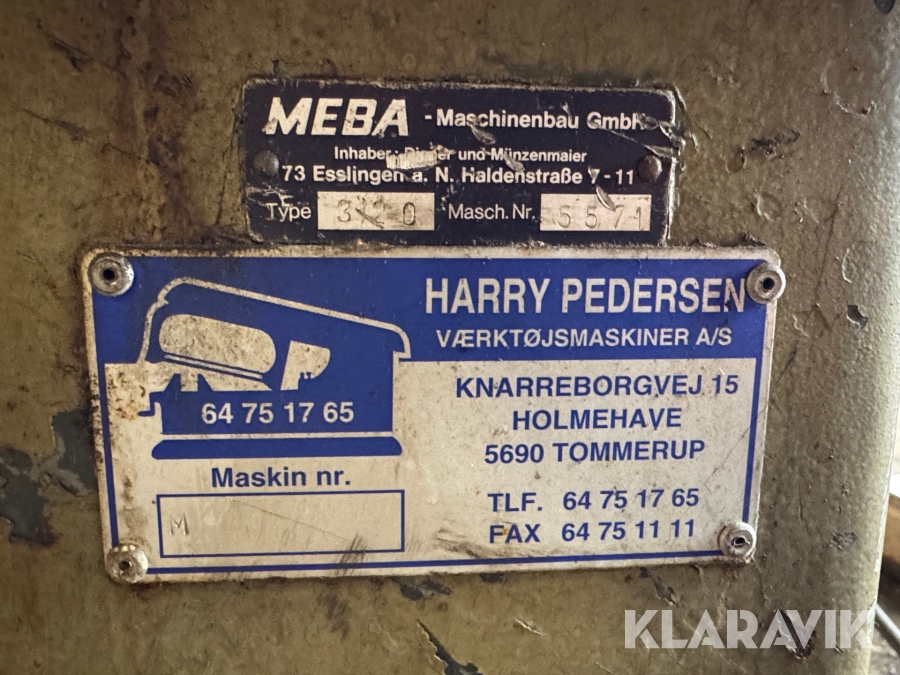 MEBA -Maschinenbau GmbH
Inhaber: und Münzenmaier
73 Esslingen a. N. Haldenstraße 7-11
Type Masch. Nr. 5571
HARRY PEDERSEN
VÆRKTØJSMASKINER A/S
64 75 17 65
KNARREBORGVEJ 15
HOLMEHAVE
5690 TOMMERUP
Maskin nr.
M
TLF. 64 75 17 65
FAX 64 75 11 11
KLARAVIK